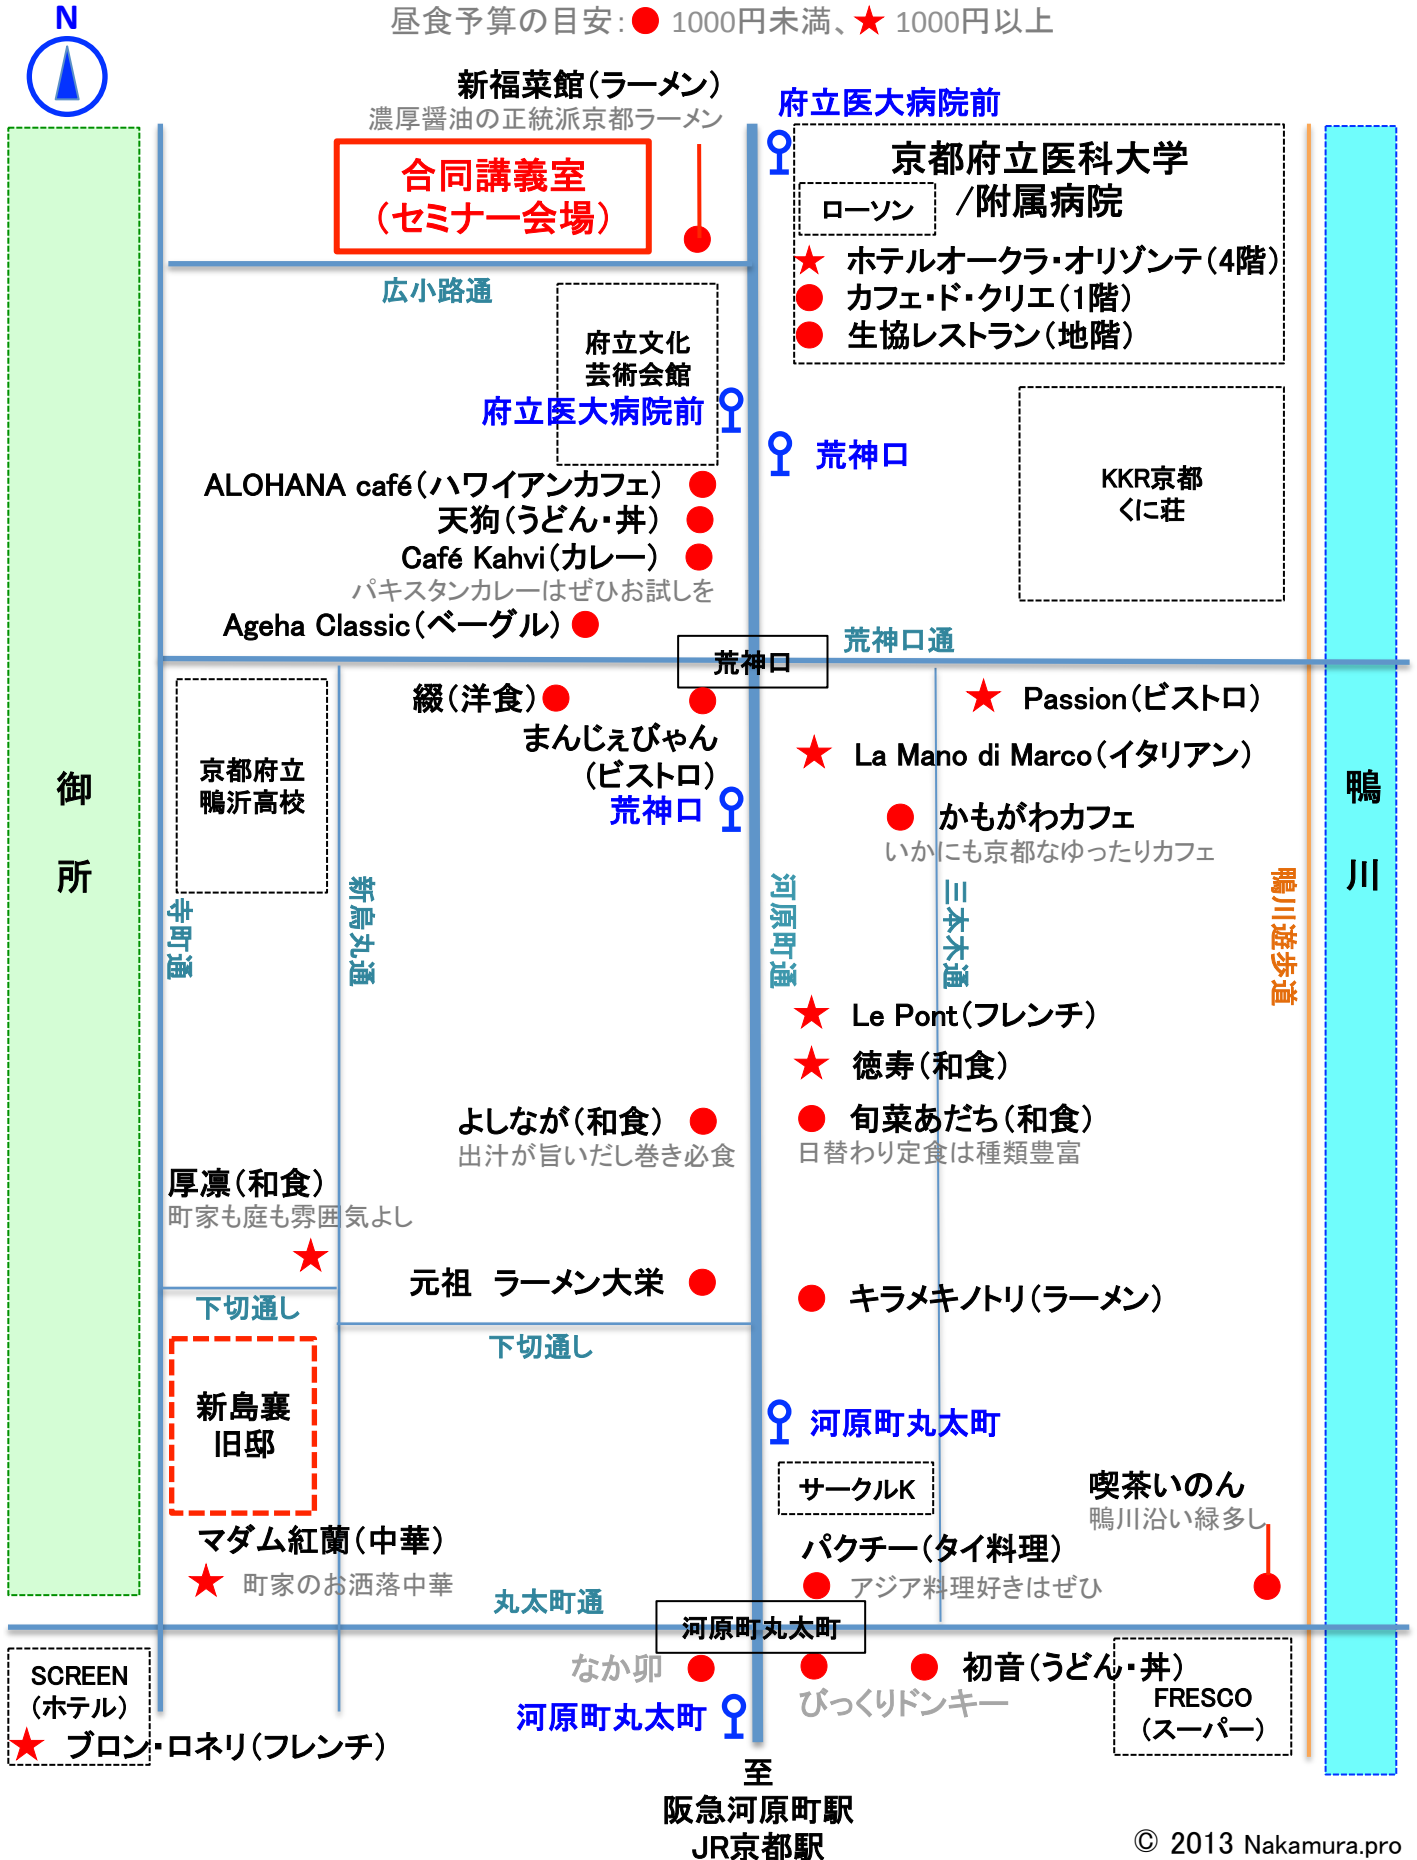 N
昼食予算の目安:● 1000円未満、★ 1000円以上
新福菜館(ラーメン)
濃厚醤油の正統派京都ラーメン
合同講義室
(セミナー会場)
府立医大病院前
京都府立医科大学
/附属病院
ローソン
★ ホテルオークラ・オリゾンテ(4階)
● カフェ・ド・クリエ(1階)
● 生協レストラン(地階)
広小路通
府立文化
芸術会館
府立医大病院前
荒神口
KKR京都
くに荘
ALOHANA café(ハワイアンカフェ) ●
天狗(うどん・丼) ●
Café Kahvi(カレー) ●
パキスタンカレーはぜひお試しを
Ageha Classic(ベーグル) ●
荒神口
荒神口通
京都府立
鴨沂高校
綴(洋食) ●
まんじぇびゃん
(ビストロ)
荒神口
★ Passion(ビストロ)
★ La Mano di Marco(イタリアン)
● かもがわカフェ
いかにも京都なゆったりカフェ
御所
鴨川
寺町通
新烏丸通
河原町通
三本木通
鴨川遊歩道
★ Le Pont(フレンチ)
★ 徳寿(和食)
よしなが(和食) ●
出汁が旨いだし巻き必食
● 旬菜あだち(和食)
日替わり定食は種類豊富
厚凛(和食)
町家も庭も雰囲気よし
★
元祖 ラーメン大栄 ●
● キラメキノトリ(ラーメン)
下切通し
下切通し
新島襄
旧邸
河原町丸太町
サークルK
喫茶いのん
鴨川沿い緑多し
マダム紅蘭(中華)
★ 町家のお洒落中華
パクチー(タイ料理)
● アジア料理好きはぜひ
丸太町通
河原町丸太町
SCREEN
(ホテル)
★ ブロン・ロネリ(フレンチ)
なか卯 ●
河原町丸太町
びっくりドンキー
● 初音(うどん・丼)
FRESCO
(スーパー)
至
阪急河原町駅
JR京都駅
© 2013 Nakamura.pro